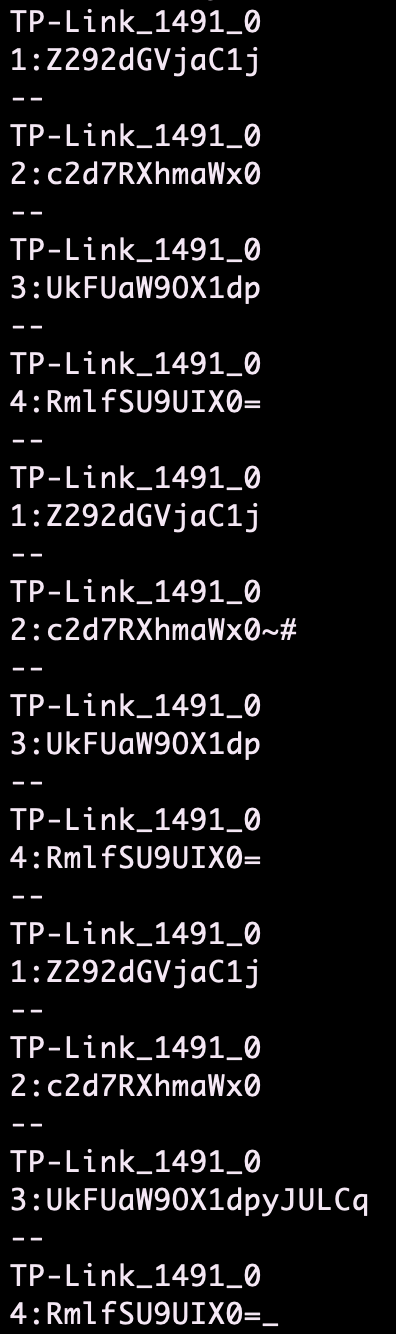 TP-Link_1491_0
1:Z292dGVjaC1j
--
TP-Link_1491_0
2:c2d7RXhmaWx0
--
TP-Link_1491_0
3:UkFUaW9OX1dp
--
TP-Link_1491_0
4:RmlfSU9UIX0=
--
TP-Link_1491_0
1:Z292dGVjaC1j
--
TP-Link_1491_0
2:c2d7RXhmaWx0~#
--
TP-Link_1491_0
3:UkFUaW9OX1dp
--
TP-Link_1491_0
4:RmlfSU9UIX0=
--
TP-Link_1491_0
1:Z292dGVjaC1j
--
TP-Link_1491_0
2:c2d7RXhmaWx0
--
TP-Link_1491_0
3:UkFUaW9OX1dpyJULCq
--
TP-Link_1491_0
4:RmlfSU9UIX0=_